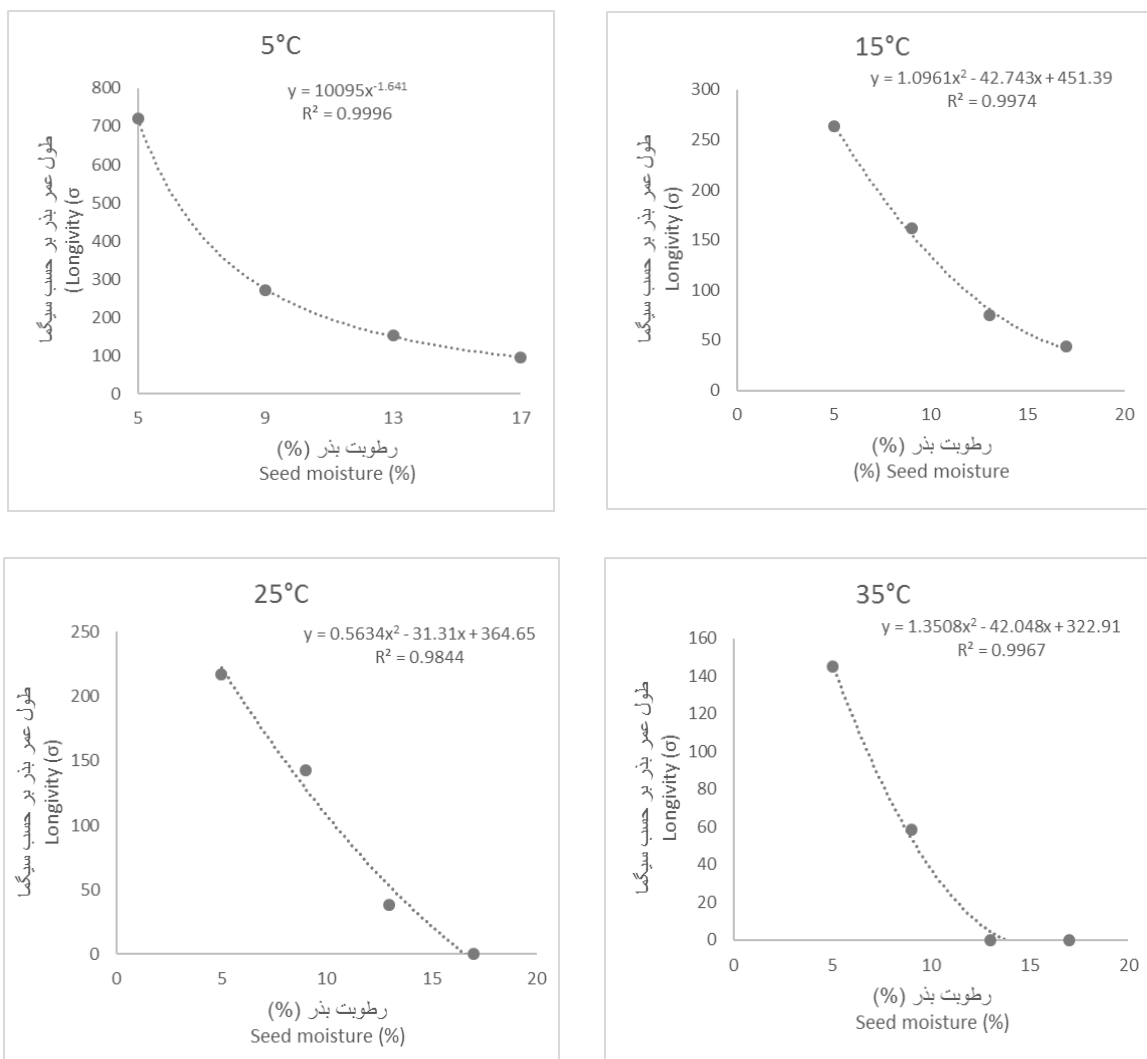 5°C
y = 10095x^-1.641
R² = 0.9996
800
700
600
500
400
300
200
100
0
5 9 13 17
طول عمر بذر بر حسب سیگما
(Longivity (σ
رطوبت بذر (%)
Seed moisture (%)
15°C
y = 1.0961x² - 42.743x + 451.39
R² = 0.9974
300
250
200
150
100
50
0
0 5 10 15 20
طول عمر بذر بر حسب سیگما
Longivity (σ)
رطوبت بذر (%)
(%) Seed moisture
25°C
y = 0.5634x² - 31.31x + 364.65
R² = 0.9844
250
200
150
100
50
0
0 5 10 15 20
طول عمر بذر بر حسب سیگما
Longivity (σ)
رطوبت بذر (%)
Seed moisture (%)
35°C
y = 1.3508x² - 42.048x + 322.91
R² = 0.9967
160
140
120
100
80
60
40
20
0
0 5 10 15 20
طول عمر بذر بر حسب سیگما
Longivity (σ)
رطوبت بذر (%)
Seed moisture (%)